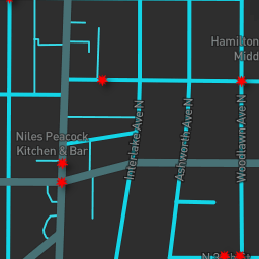 Hamilton
Midd
Niles Peacock
Kitchen & Bar
Interlake Ave N
Ashworth Ave N
Woodlawn Ave N